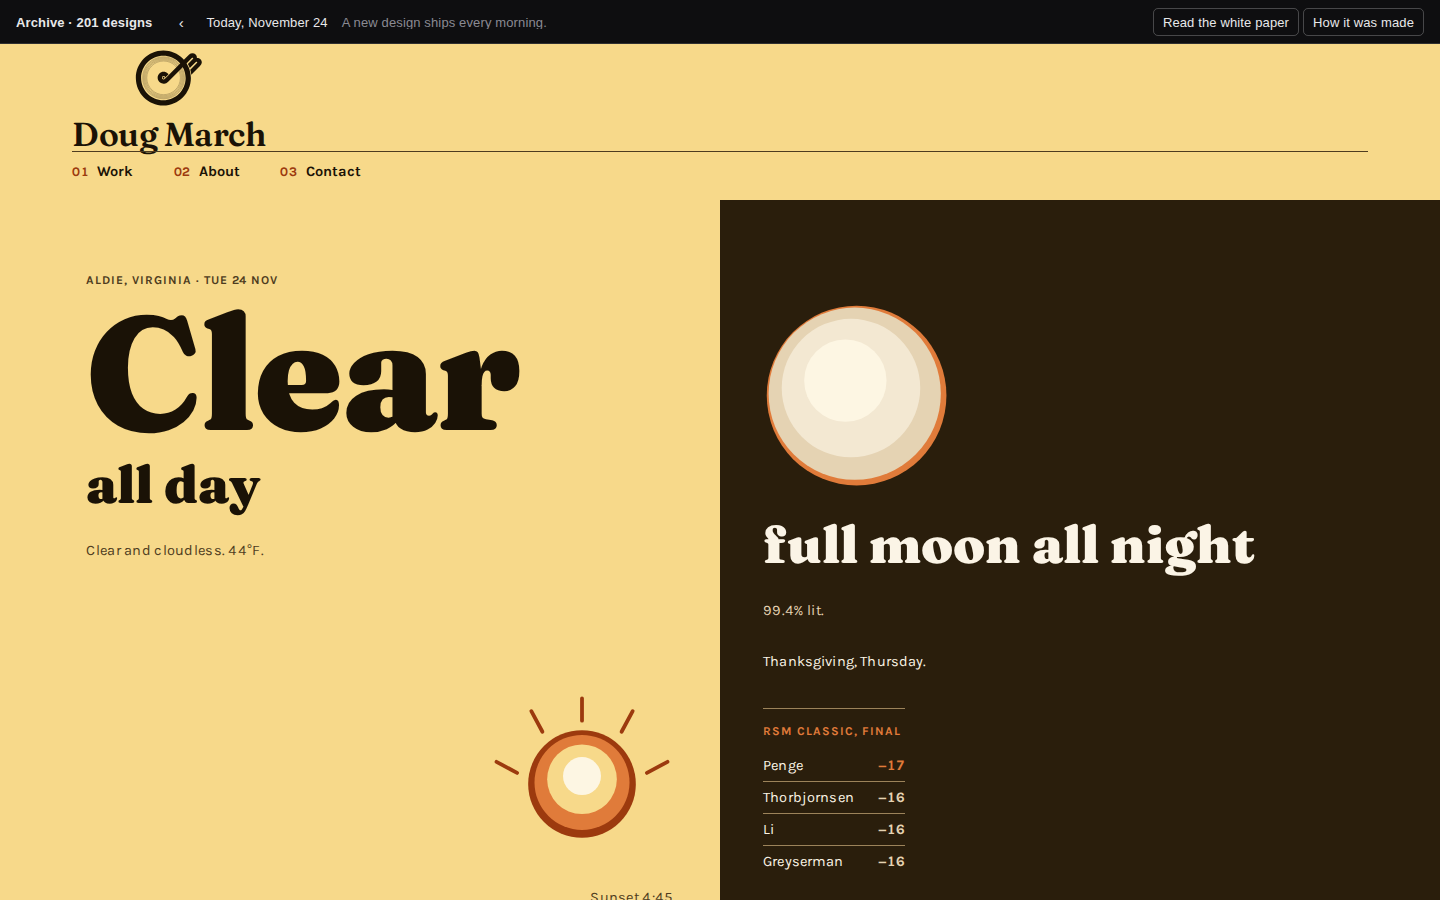 Archive · 201 designs ‹ Today, November 24 A new design ships every morning. Read the white paper How it was made
Doug March
01 Work 02 About 03 Contact
ALDIE, VIRGINIA · TUE 24 NOV
Clear
all day
Clear and cloudless. 44°F.
Sunset 4:45
full moon all night
99.4% lit.
Thanksgiving, Thursday.
RSM CLASSIC, FINAL
Penge −17
Thorbjornsen −16
Li −16
Greyserman −16